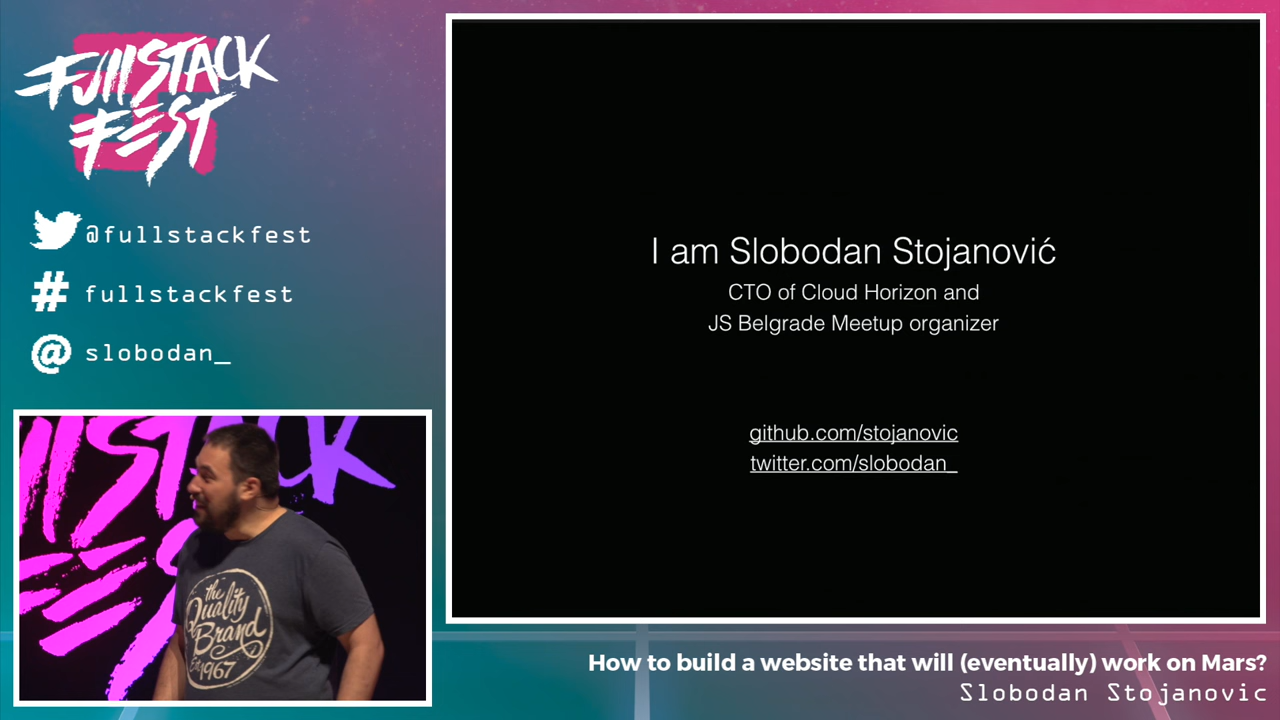 FullSTACK
FEST
@fullstackfest
# fullstackfest
@ slobodan_
I am Slobodan Stojanović
CTO of Cloud Horizon and
JS Belgrade Meetup organizer
github.com/stojanovic
twitter.com/slobodan_
the
Quality
Brand
Est 1967
How to build a website that will (eventually) work on Mars?
Slobodan Stojanovic